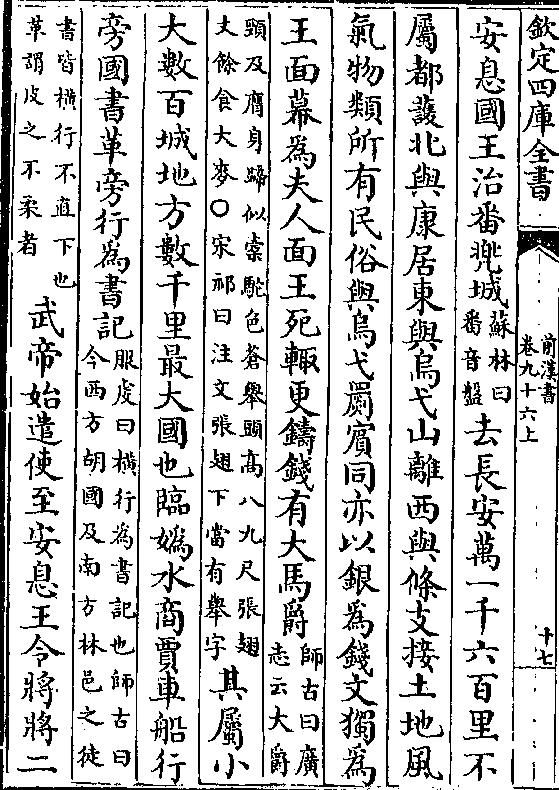 欽定四庫全書
前漢書
卷九十六上
十七
安息國王治番兜城蘇林曰
番音盤去長安萬一千六百里不
屬都護北與康居東與烏弋山離西與條支接土地風
氣物類所有民俗與烏弋罽賓同亦以銀為錢文獨為
王面幕為夫人面王死輒更鑄錢有大馬爵師古曰廣
志云大爵
頸及膺身蹄似橐駝色蒼舉頭高八九尺張翅
丈餘食大麥○宋祁曰注文張翅下當有舉字其屬小
大數百城地方數千里最大國也臨媯水商賈車船行
旁國書革旁行為書記服虔曰横行為書記也師古曰
今西方胡國及南方林邑之徒
書皆横行不直下也
革謂皮之不柔者武帝始遣使至安息王令將將二